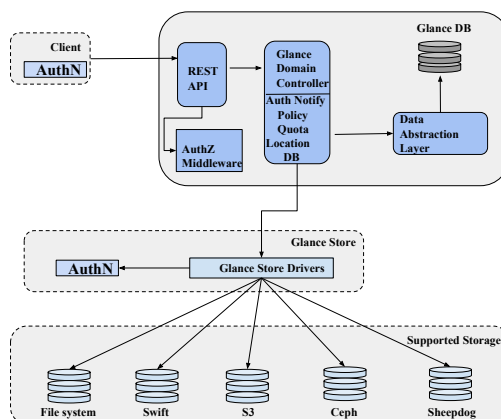 Glance DB
Client
AuthN
REST
API
Glance
Domain
Controller
Auth Notify
Policy
Quota
Location
DB
AuthZ
Middleware
Data
Abstraction
Layer
Glance Store
AuthN
Glance Store Drivers
Supported Storage
File system
Swift
S3
Ceph
Sheepdog